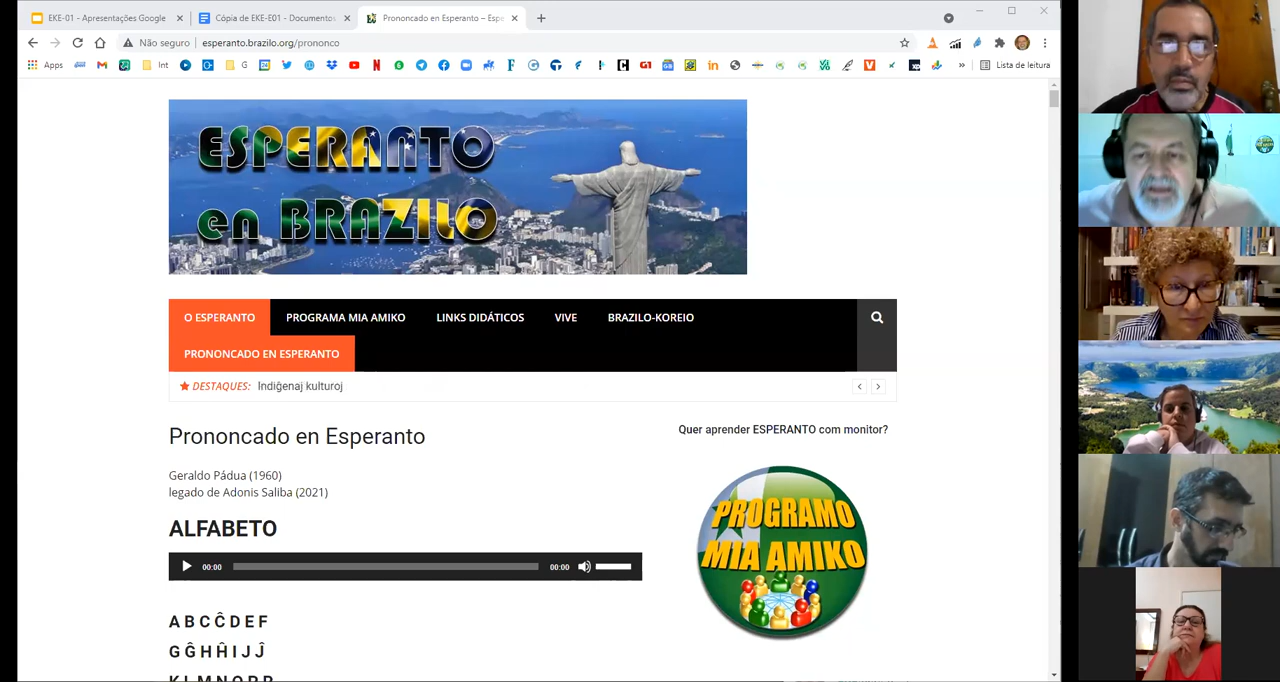 EKE-01 - Apresentações Google
Cópia de EKE-E01 - Documentos
Prononcado en Esperanto – Espe
Não seguro
esperanto.brazilo.org/prononco
Apps
Int
G
Lista de leitura
ESPERANTO
en BRAZILO
O ESPERANTO
PROGRAMA MIA AMIKO
LINKS DIDÁTICOS
VIVE
BRAZILO-KOREIO
PRONONCADO EN ESPERANTO
DESTAQUES: Indiĝenaj kulturoj
Prononcado en Esperanto
Quer aprender ESPERANTO com monitor?
Geraldo Pádua (1960)
legado de Adonis Saliba (2021)
ALFABETO
00:00
00:00
PROGRAMO
MIA AMIKO
A B C Ĉ D E F
G Ĝ H Ĥ I J Ĵ
K L M N O P R